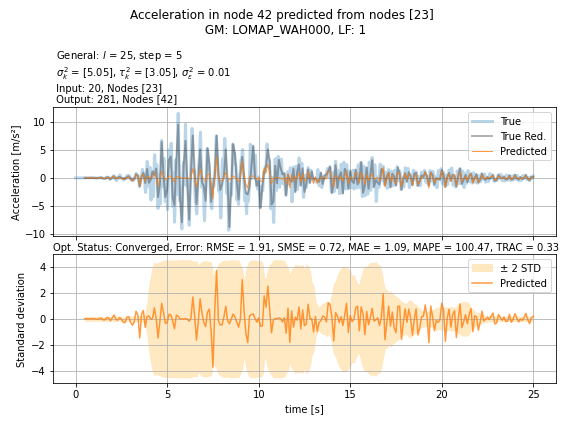 Acceleration in node 42 predicted from nodes [23]
GM: LOMAP_WAH000, LF: 1
General: l = 25, step = 5
σ²ₖ = [5.05], τ²ₖ = [3.05], σ²ε = 0.01
Input: 20, Nodes [23]
Output: 281, Nodes [42]
Acceleration [m/s²]
10
5
0
−5
−10
True
True Red.
Predicted
Opt. Status: Converged, Error: RMSE = 1.91, SMSE = 0.72, MAE = 1.09, MAPE = 100.47, TRAC = 0.33
Standard deviation
4
2
0
−2
−4
± 2 STD
Predicted
0 5 10 15 20 25
time [s]